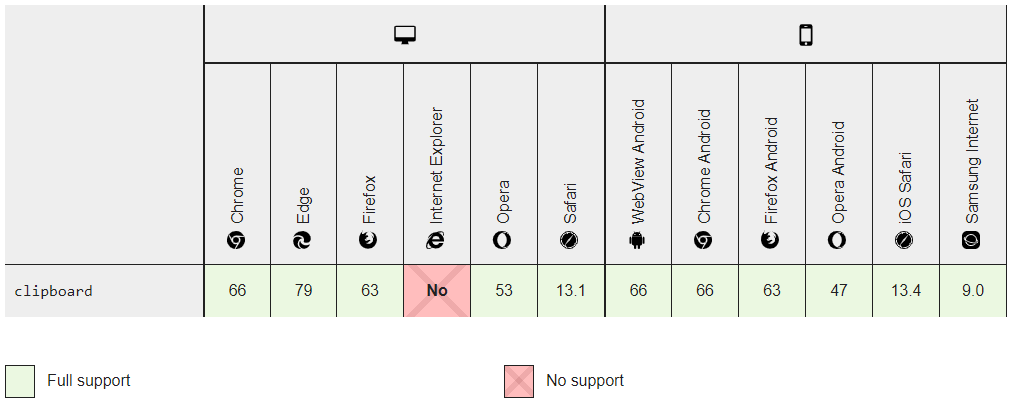 Chrome
Edge
Firefox
Internet Explorer
Opera
Safari
WebView Android
Chrome Android
Firefox Android
Opera Android
iOS Safari
Samsung Internet
clipboard 66 79 63 No 53 13.1 66 66 63 47 13.4 9.0
Full support No support